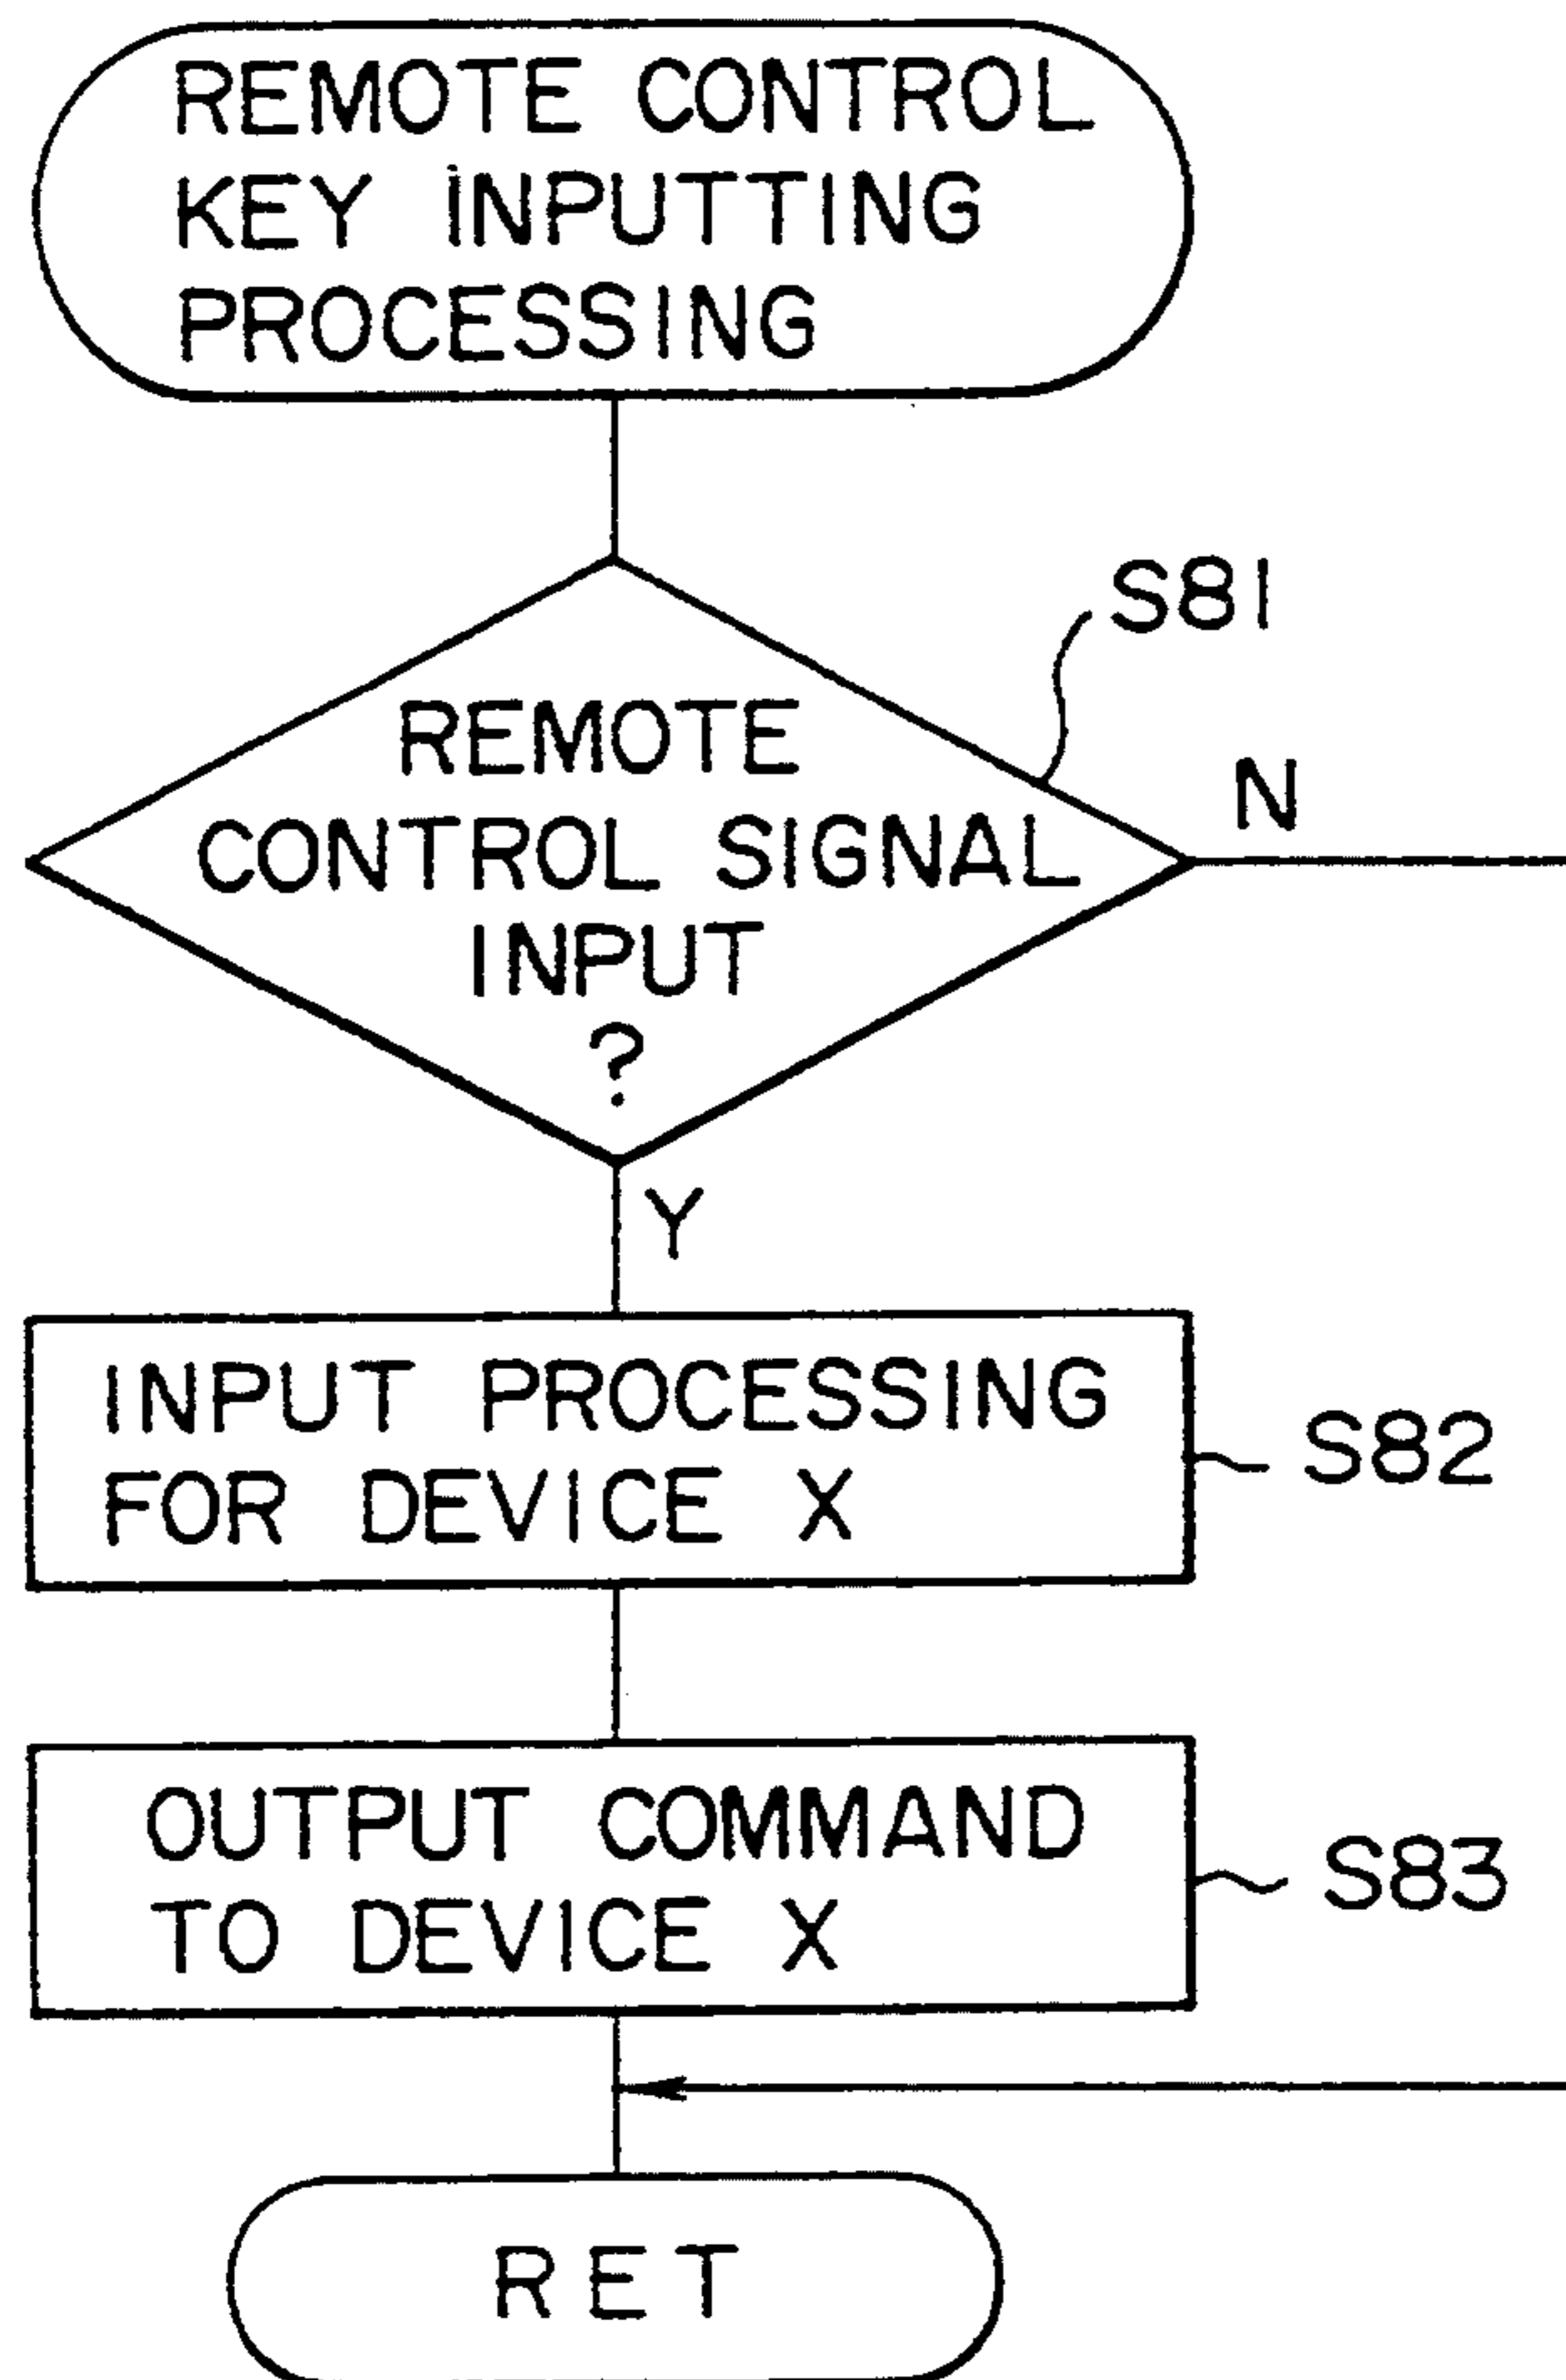 REMOTE CONTROL
KEY INPUTTING
PROCESSING
S81
REMOTE
CONTROL SIGNAL
INPUT
?
N
Y
INPUT PROCESSING
FOR DEVICE X
S82
OUTPUT COMMAND
TO DEVICE X
S83
RET